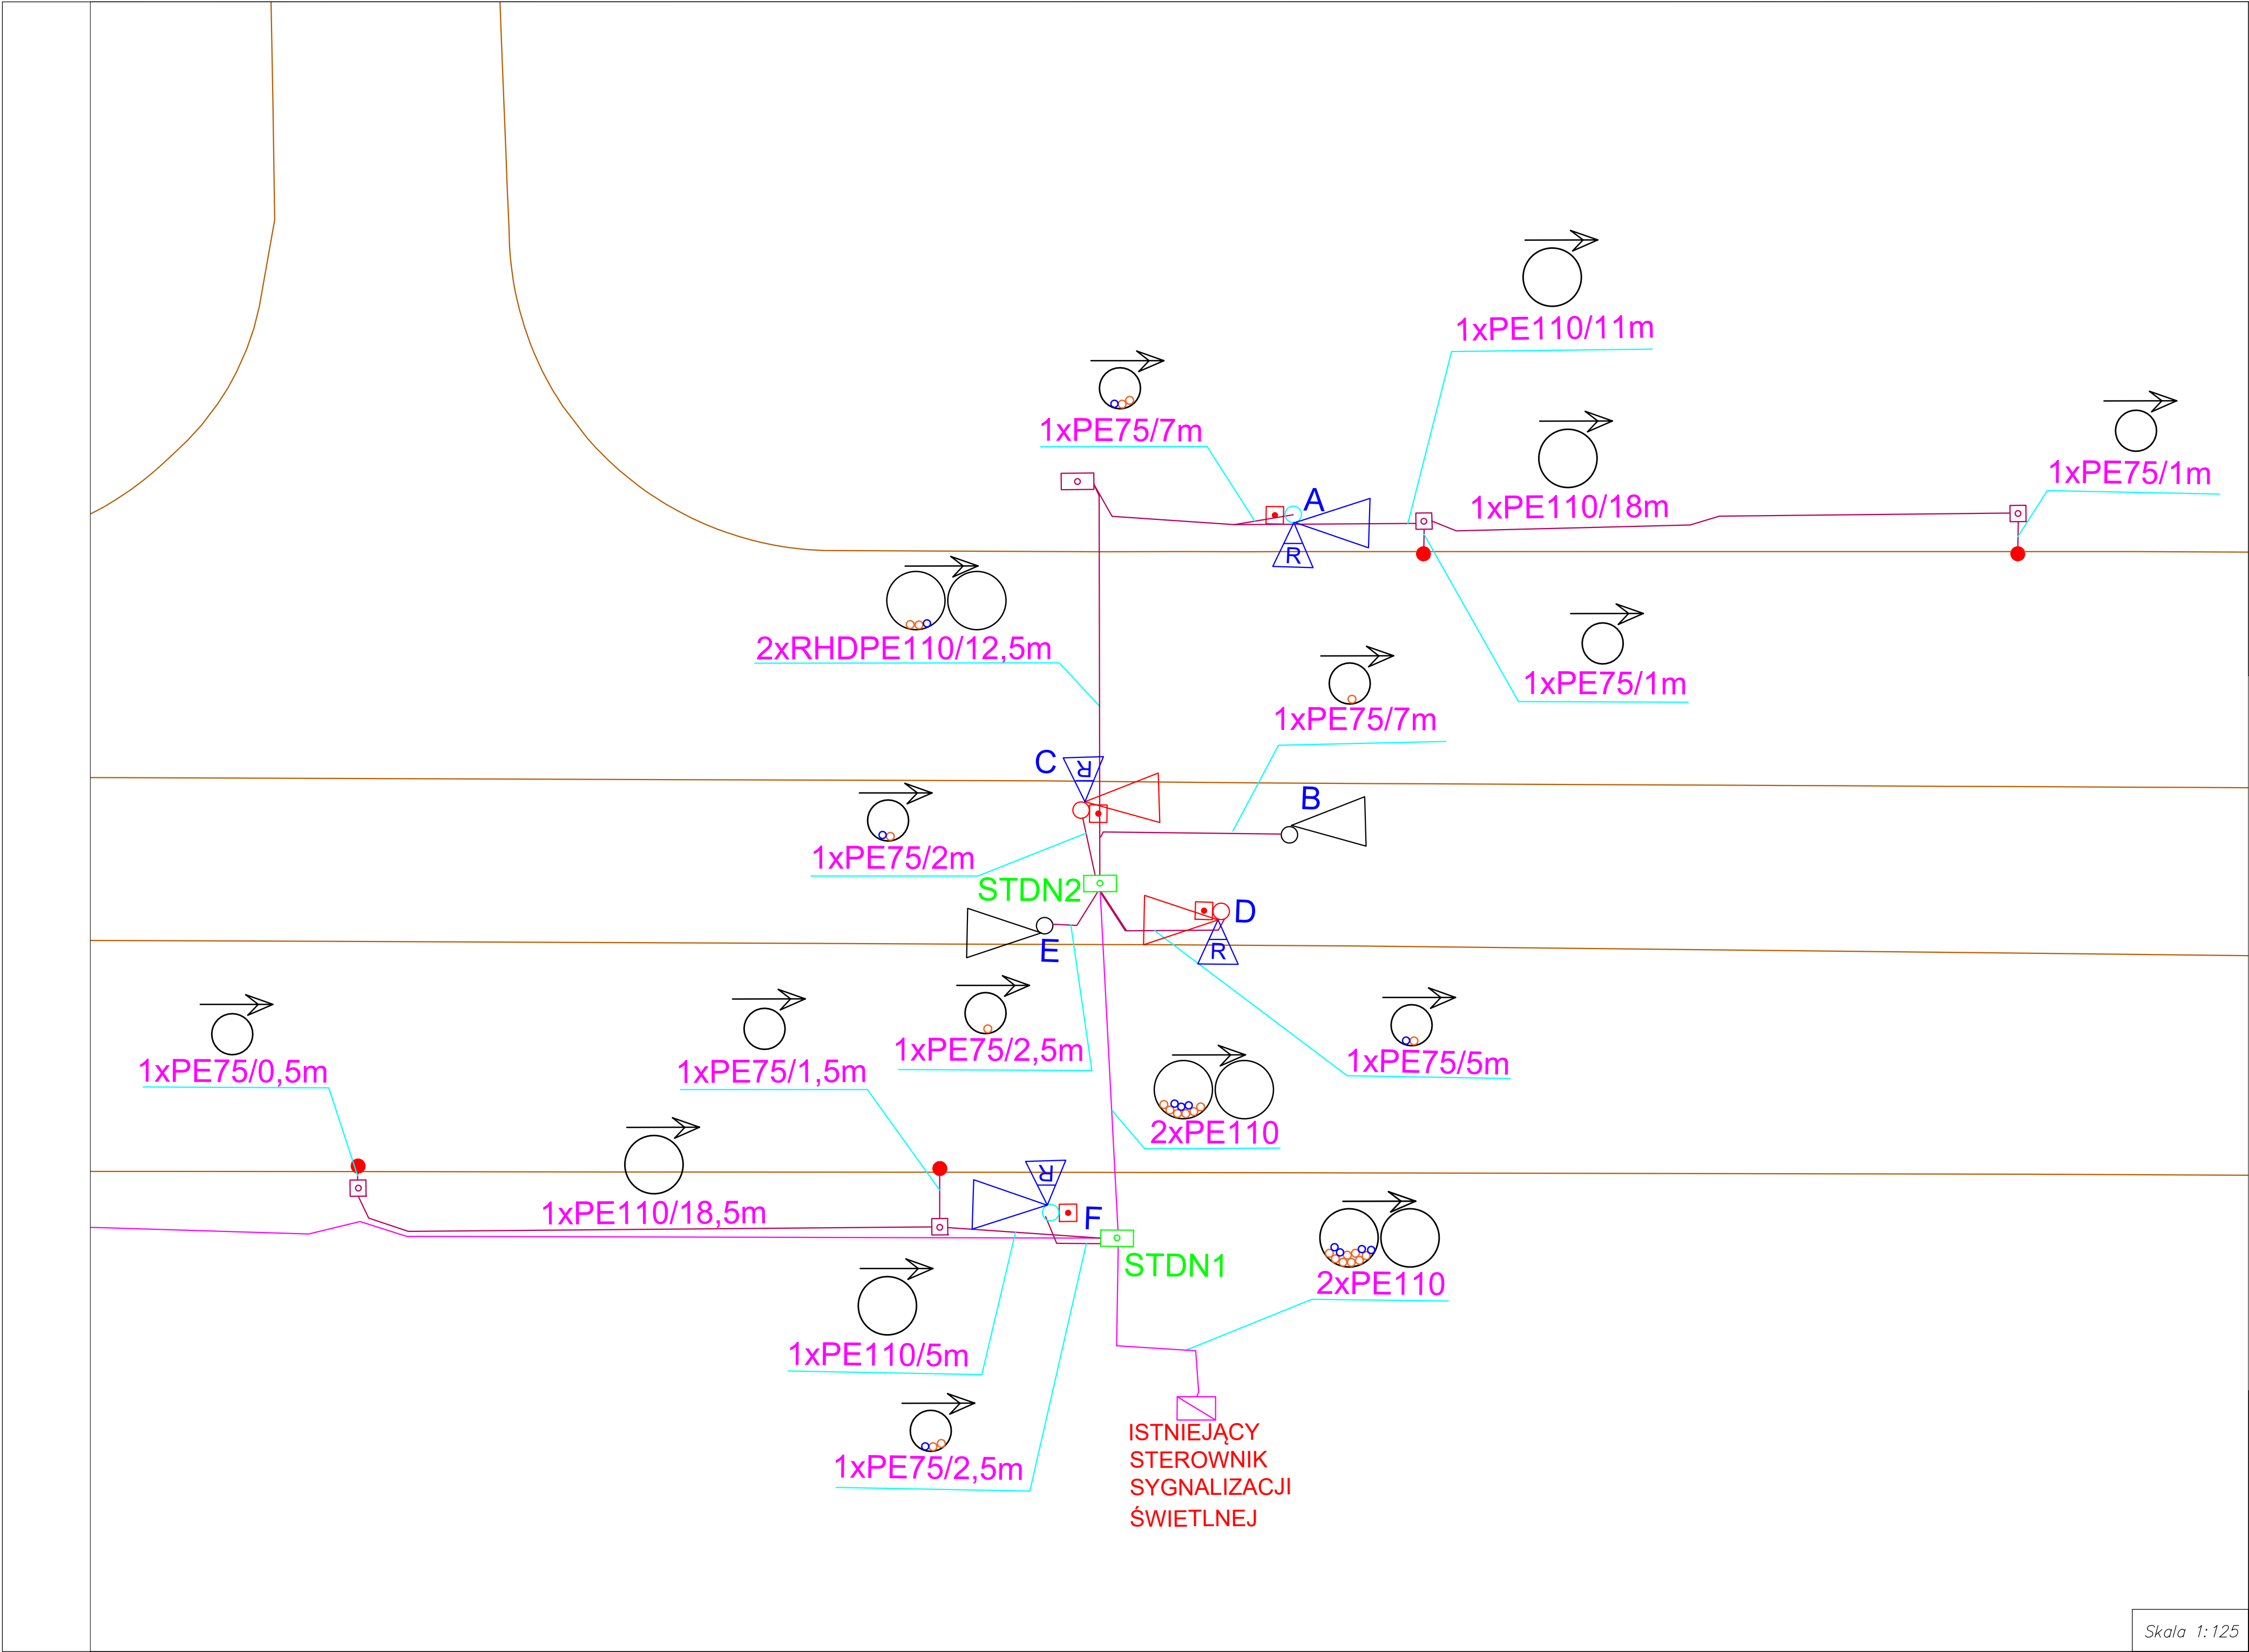 1xPE110/11m
1xPE75/7m
1xPE75/1m
A
1xPE110/18m
R
2xRHDPE110/12,5m
1xPE75/1m
1xPE75/7m
C
R
B
1xPE75/2m
STDN2
D
E
R
1xPE75/0,5m
1xPE75/1,5m
1xPE75/2,5m
1xPE75/5m
2xPE110
R
1xPE110/18,5m
F
STDN1
2xPE110
1xPE110/5m
1xPE75/2,5m
ISTNIEJĄCY
STEROWNIK
SYGNALIZACJI
ŚWIETLNEJ
Skala 1:125